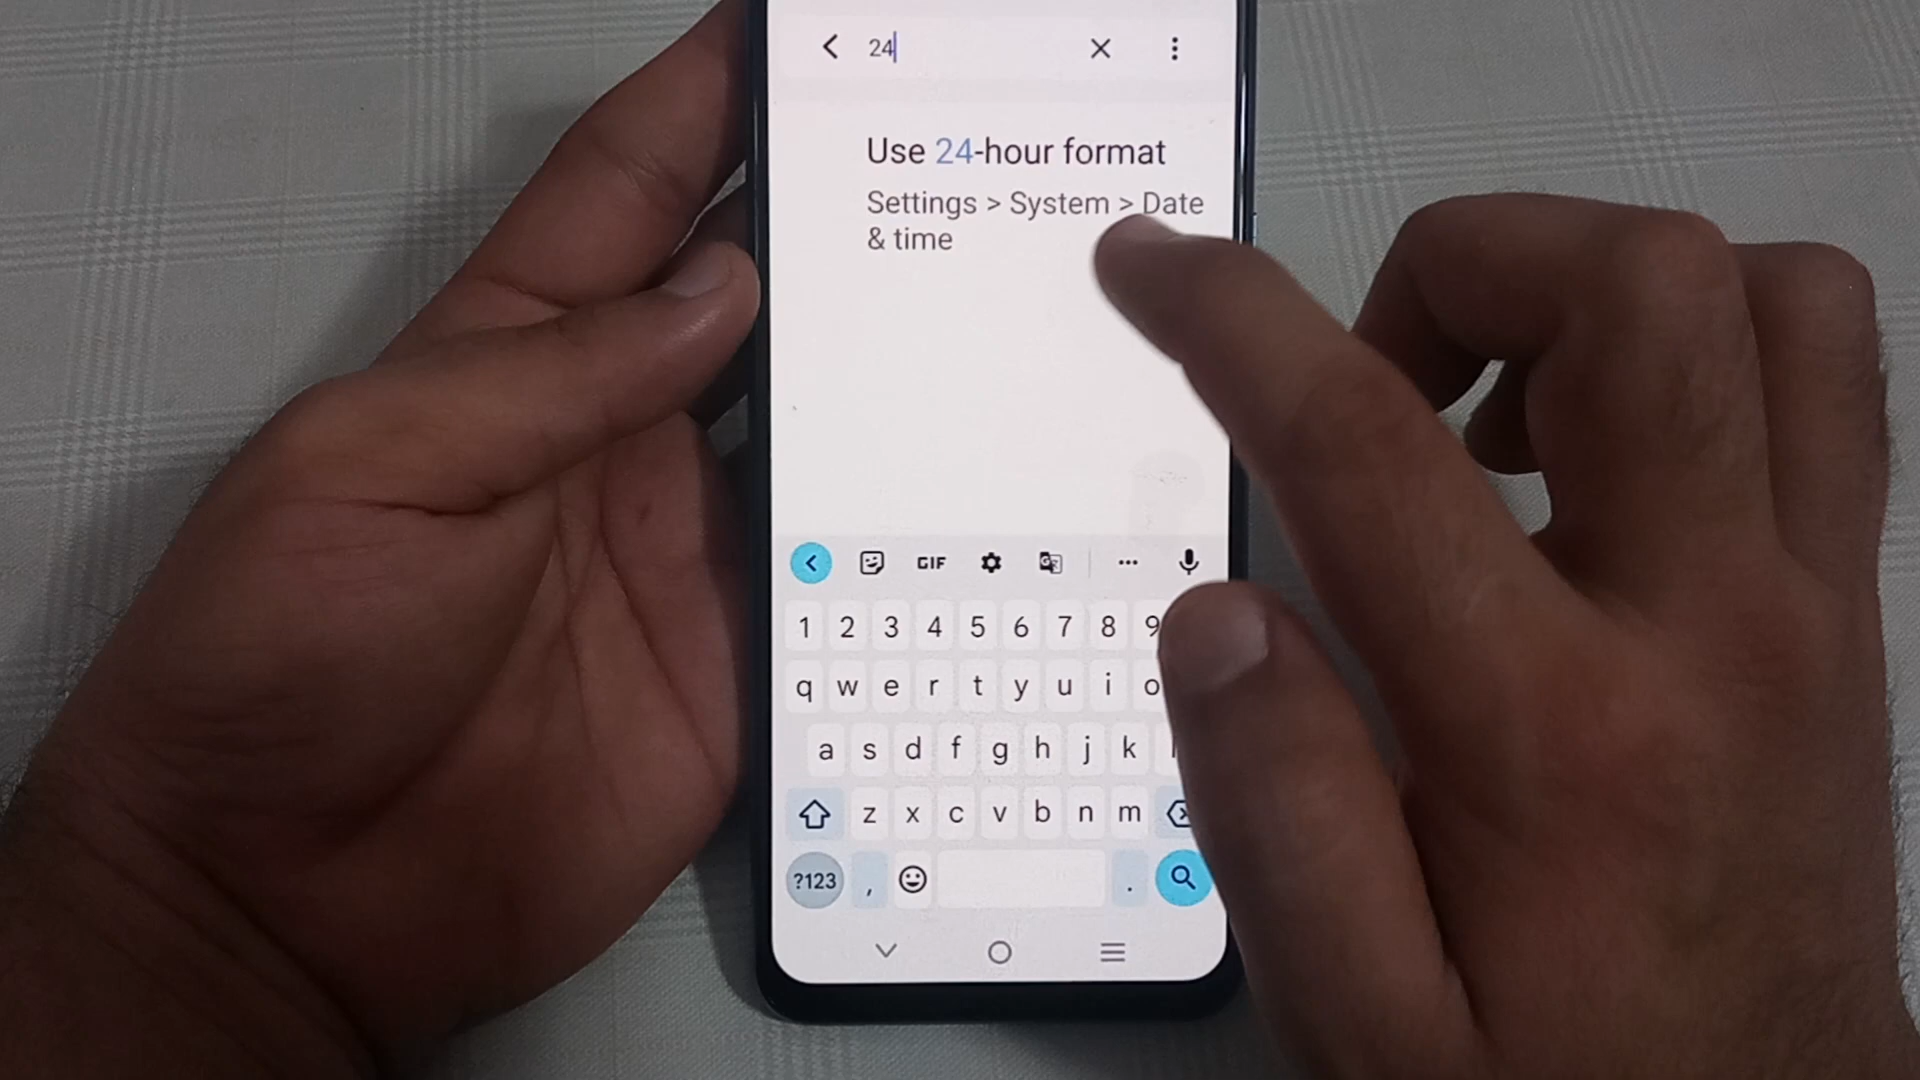 24
Use 24-hour format
Settings > System > Date
& time
GIF
1 2 3 4 5 6 7 8 9
q w e r t y u i o
a s d f g h j k
z x c v b n m
?123 , .